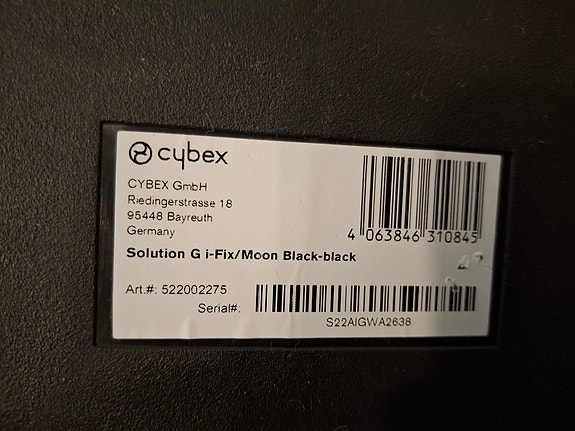 cybex
CYBEX GmbH
Riedingerstrasse 18
95448 Bayreuth
Germany
4 063846 310845
Solution G i-Fix/Moon Black-black
Art.#: 522002275
Serial#:
S22AIGWA2638